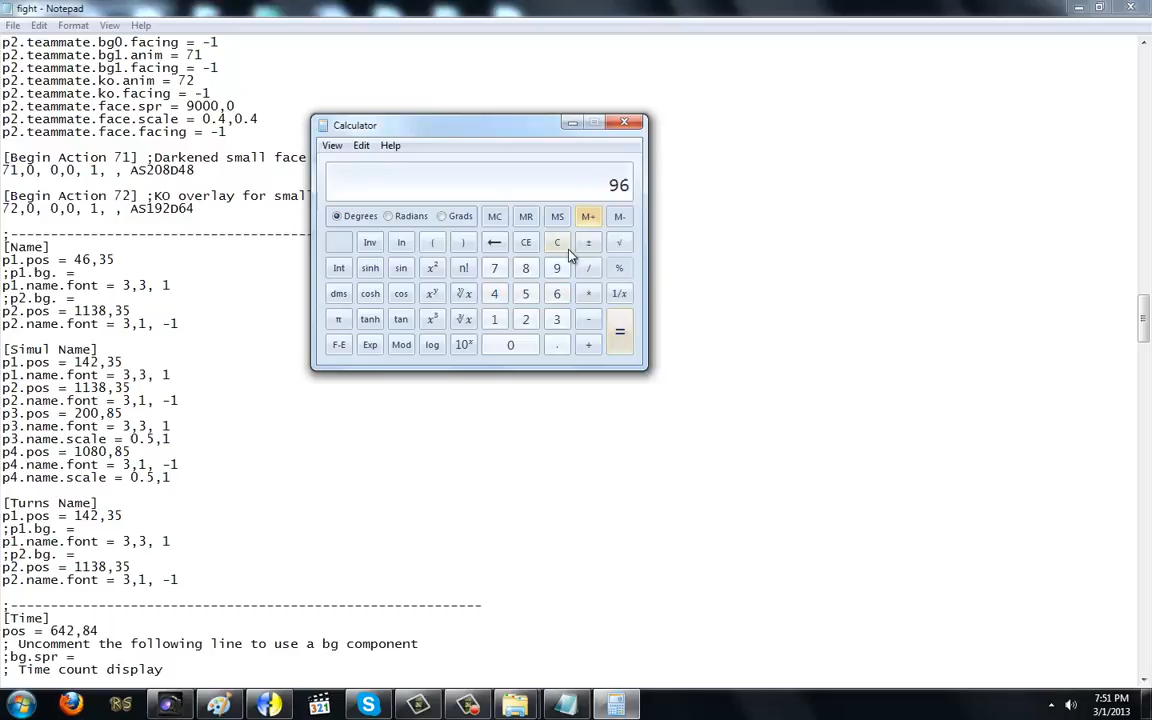 fight - Notepad
File Edit Format View Help
p2.teammate.bg0.facing = -1
p2.teammate.bg1.anim = 71
p2.teammate.bg1.facing = -1
p2.teammate.ko.anim = 72
p2.teammate.ko.facing = -1
p2.teammate.face.spr = 9000,0
p2.teammate.face.scale = 0.4,0.4
p2.teammate.face.facing = -1
[Begin Action 71] ;Darkened small face
71,0, 0,0, 1, , AS208D48
[Begin Action 72] ;KO overlay for small
72,0, 0,0, 1, , AS192D64
;-----------------------------------
[Name]
p1.pos = 46,35
;p1.bg. =
p1.name.font = 3,3, 1
;p2.bg. =
p2.pos = 1138,35
p2.name.font = 3,1, -1
[Simul Name]
p1.pos = 142,35
p1.name.font = 3,3, 1
p2.pos = 1138,35
p2.name.font = 3,1, -1
p3.pos = 200,85
p3.name.font = 3,3, 1
p3.name.scale = 0.5,1
p4.pos = 1080,85
p4.name.font = 3,1, -1
p4.name.scale = 0.5,1
[Turns Name]
p1.pos = 142,35
;p1.bg. =
p1.name.font = 3,3, 1
;p2.bg. =
p2.pos = 1138,35
p2.name.font = 3,1, -1
;---------------------------------------------------------
[Time]
pos = 642,84
; Uncomment the following line to use a bg component
;bg.spr =
; Time count display
Calculator
View Edit Help
96
Degrees Radians Grads MC MR MS M+ M-
Inv ln ( ) ← CE C ± √
Int sinh sin x² n! 7 8 9 / %
dms cosh cos xʸ ʸ√x 4 5 6 * 1/x
π tanh tan x³ ³√x 1 2 3 - =
F-E Exp Mod log 10ˣ 0 . +
RS 321 7:51 PM
3/1/2013